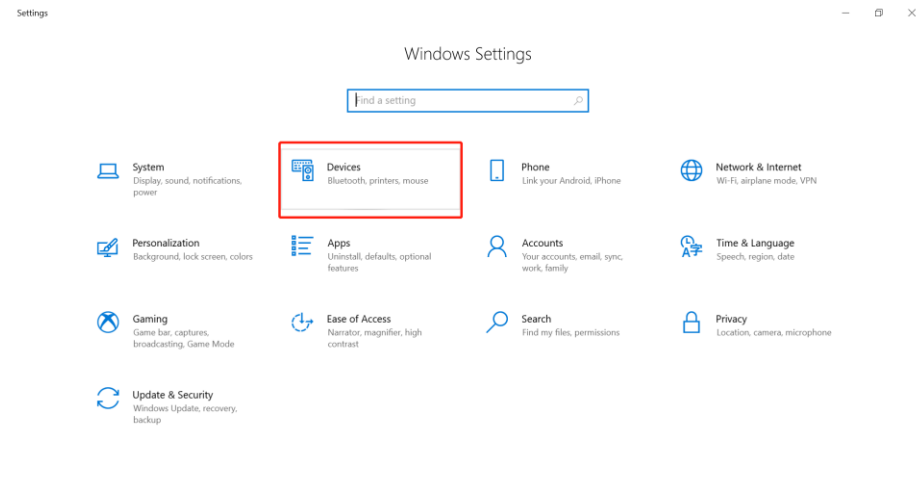 Settings
Windows Settings
Find a setting
System
Display, sound, notifications,
power
Devices
Bluetooth, printers, mouse
Phone
Link your Android, iPhone
Network & Internet
Wi-Fi, airplane mode, VPN
Personalization
Background, lock screen, colors
Apps
Uninstall, defaults, optional
features
Accounts
Your accounts, email, sync,
work, family
Time & Language
Speech, region, date
Gaming
Game bar, captures,
broadcasting, Game Mode
Ease of Access
Narrator, magnifier, high
contrast
Search
Find my files, permissions
Privacy
Location, camera, microphone
Update & Security
Windows Update, recovery,
backup